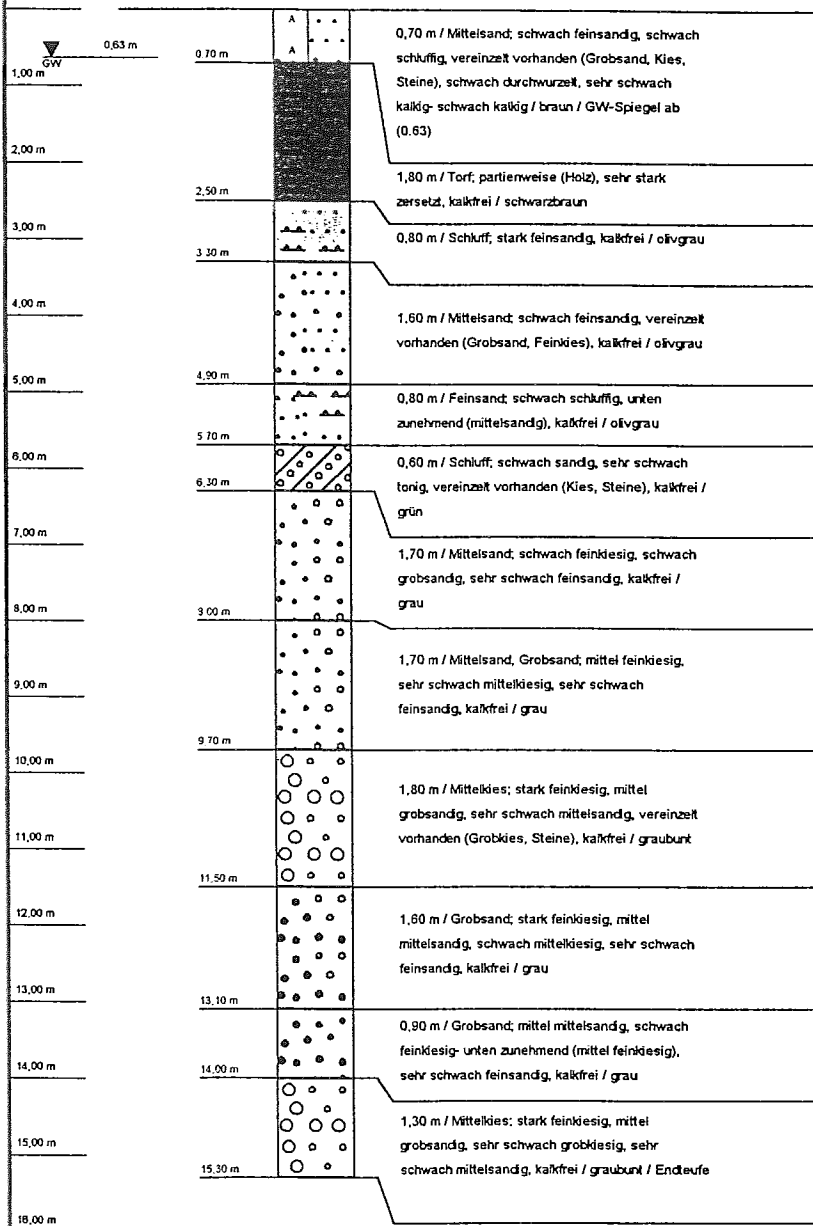 0,63 m
GW
A
A
0,70 m
1,00 m
2,00 m
2,50 m
3,00 m
3.30 m
4,00 m
4,90 m
5,00 m
5.70 m
6,00 m
6,30 m
7,00 m
8,00 m
8.00 m
9,00 m
9.70 m
10,00 m
11,00 m
11,50 m
12,00 m
13,00 m
13,10 m
14,00 m
14,00 m
15,00 m
15,30 m
16,00 m
0,70 m / Mittelsand; schwach feinsandig, schwach
schluffig, vereinzelt vorhanden (Grobsand, Kies,
Steine), schwach durchwurzelt, sehr schwach
kalkig- schwach kalkig / braun / GW-Spiegel ab
(0.63)
1,80 m / Torf; partienweise (Holz), sehr stark
zersetzt, kalkfrei / schwarzbraun
0,80 m / Schluff; stark feinsandig, kalkfrei / olivgrau
1,60 m / Mittelsand; schwach feinsandig, vereinzelt
vorhanden (Grobsand, Feinkies), kalkfrei / olivgrau
0,80 m / Feinsand; schwach schluffig, unten
zunehmend (mittelsandig), kalkfrei / olivgrau
0,60 m / Schluff; schwach sandig, sehr schwach
tonig, vereinzelt vorhanden (Kies, Steine), kalkfrei /
grün
1,70 m / Mittelsand; schwach feinkiesig, schwach
grobsandig, sehr schwach feinsandig, kalkfrei /
grau
1,70 m / Mittelsand, Grobsand; mittel feinkiesig,
sehr schwach mittelkiesig, sehr schwach
feinsandig, kalkfrei / grau
1,80 m / Mittelkies; stark feinkiesig, mittel
grobsandig, sehr schwach mittelsandig, vereinzelt
vorhanden (Grobkies, Steine), kalkfrei / graubunt
1,60 m / Grobsand; stark feinkiesig, mittel
mittelsandig, schwach mittelkiesig, sehr schwach
feinsandig, kalkfrei / grau
0,90 m / Grobsand; mittel mittelsandig, schwach
feinkiesig- unten zunehmend (mittel feinkiesig),
sehr schwach feinsandig, kalkfrei / grau
1,30 m / Mittelkies; stark feinkiesig, mittel
grobsandig, sehr schwach grobkiesig, sehr
schwach mittelsandig, kalkfrei / graubunt / Endteufe